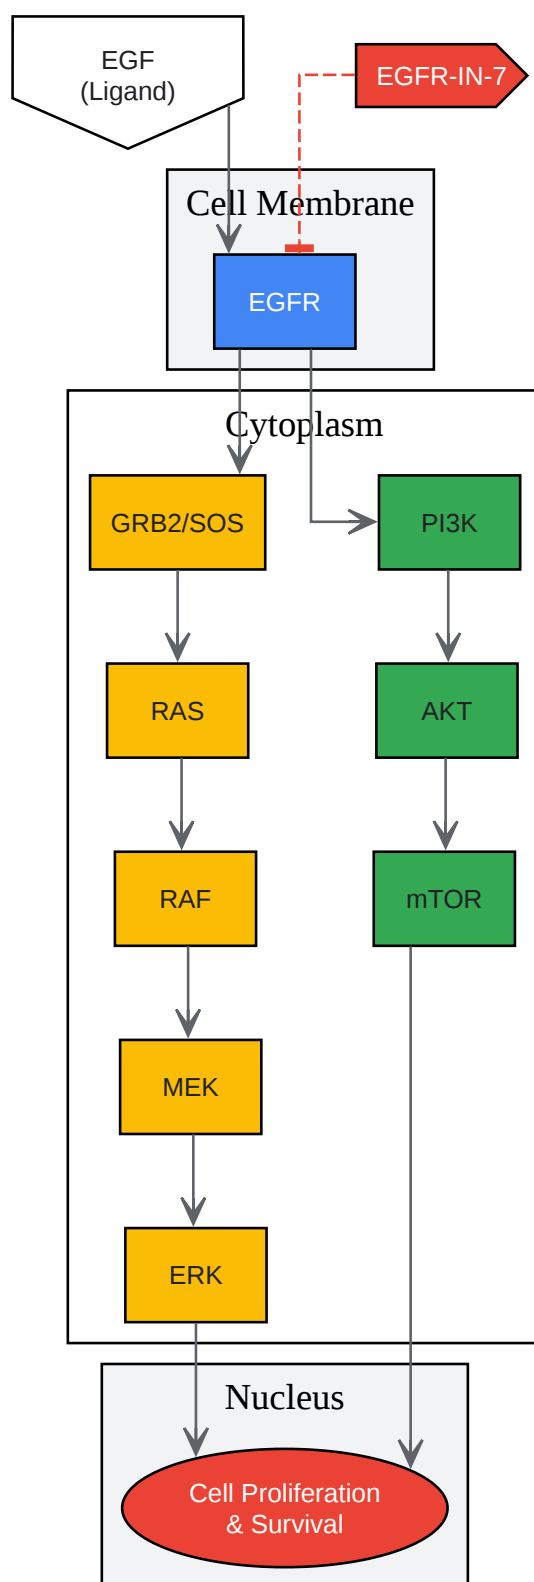 EGF
(Ligand)
EGFR-IN-7
Cell Membrane
EGFR
Cytoplasm
GRB2/SOS
PI3K
RAS
AKT
RAF
mTOR
MEK
ERK
Nucleus
Cell Proliferation
& Survival